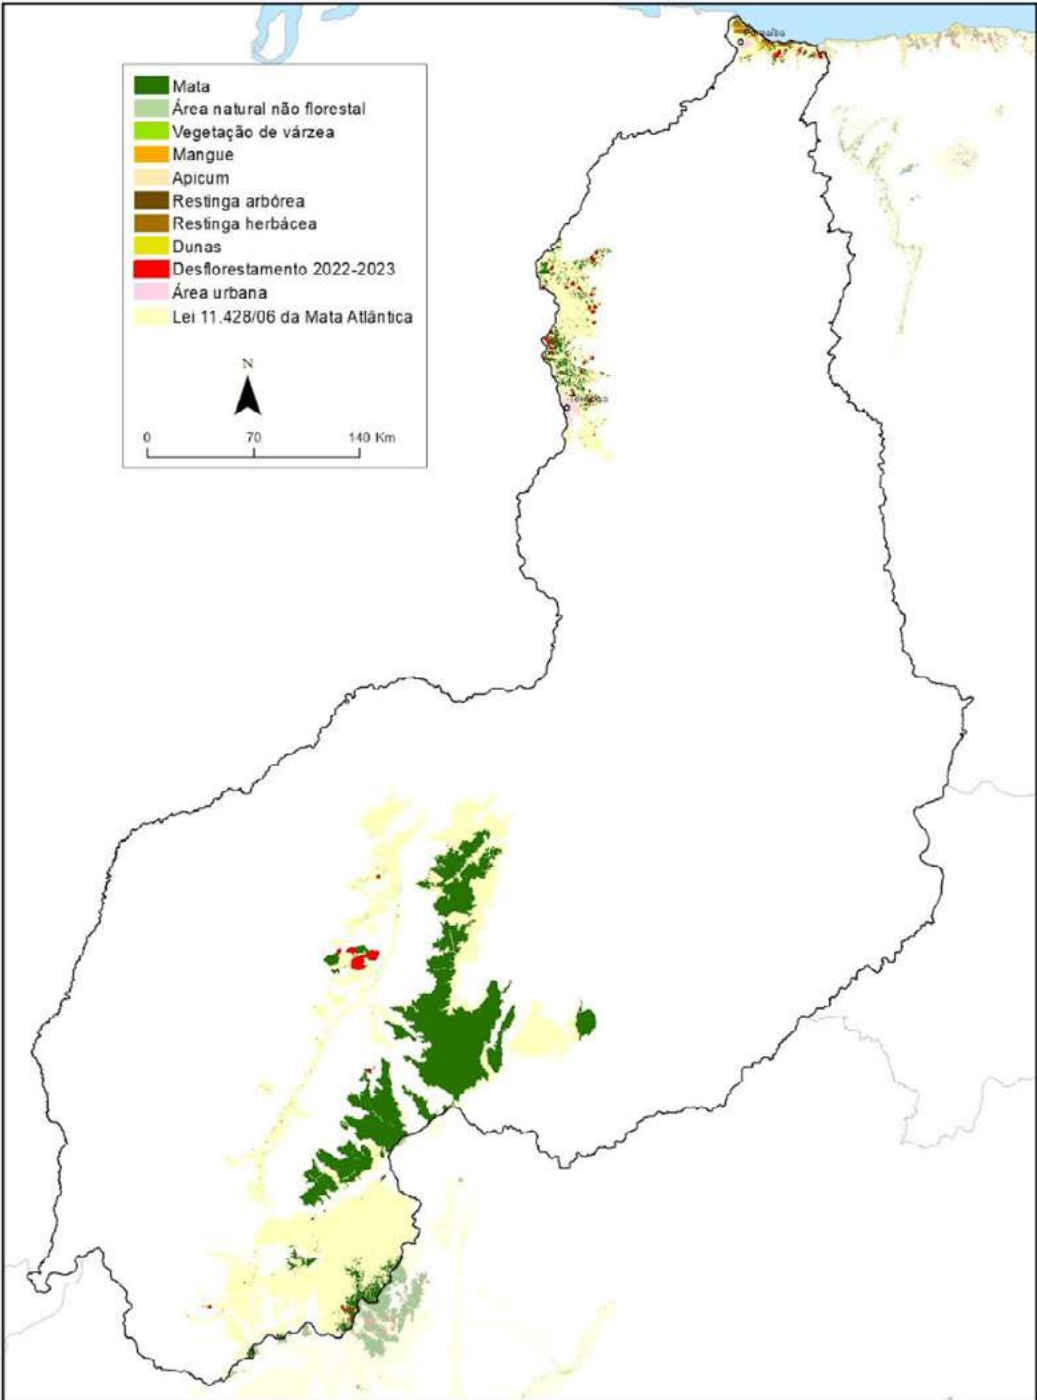 Mata
Área natural não florestal
Vegetação de várzea
Mangue
Apicum
Restinga arbórea
Restinga herbácea
Dunas
Desflorestamento 2022-2023
Área urbana
Lei 11.428/06 da Mata Atlântica
N
0 70 140 Km